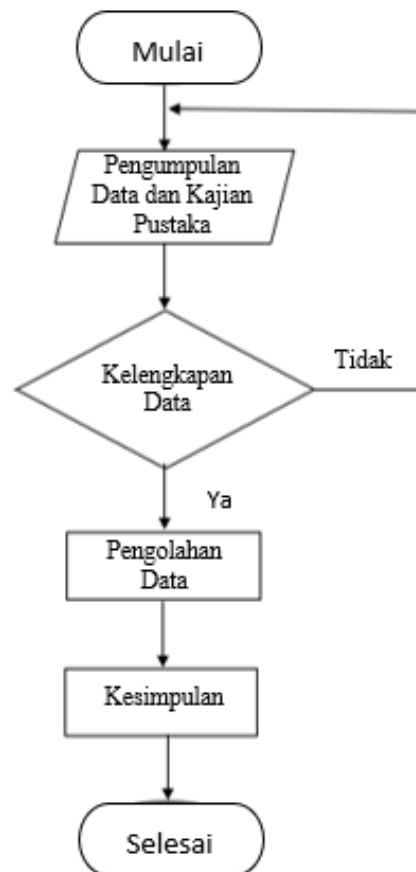 Mulai
Pengumpulan
Data dan Kajian
Pustaka
Kelengkapan
Data
Tidak
Ya
Pengolahan
Data
Kesimpulan
Selesai